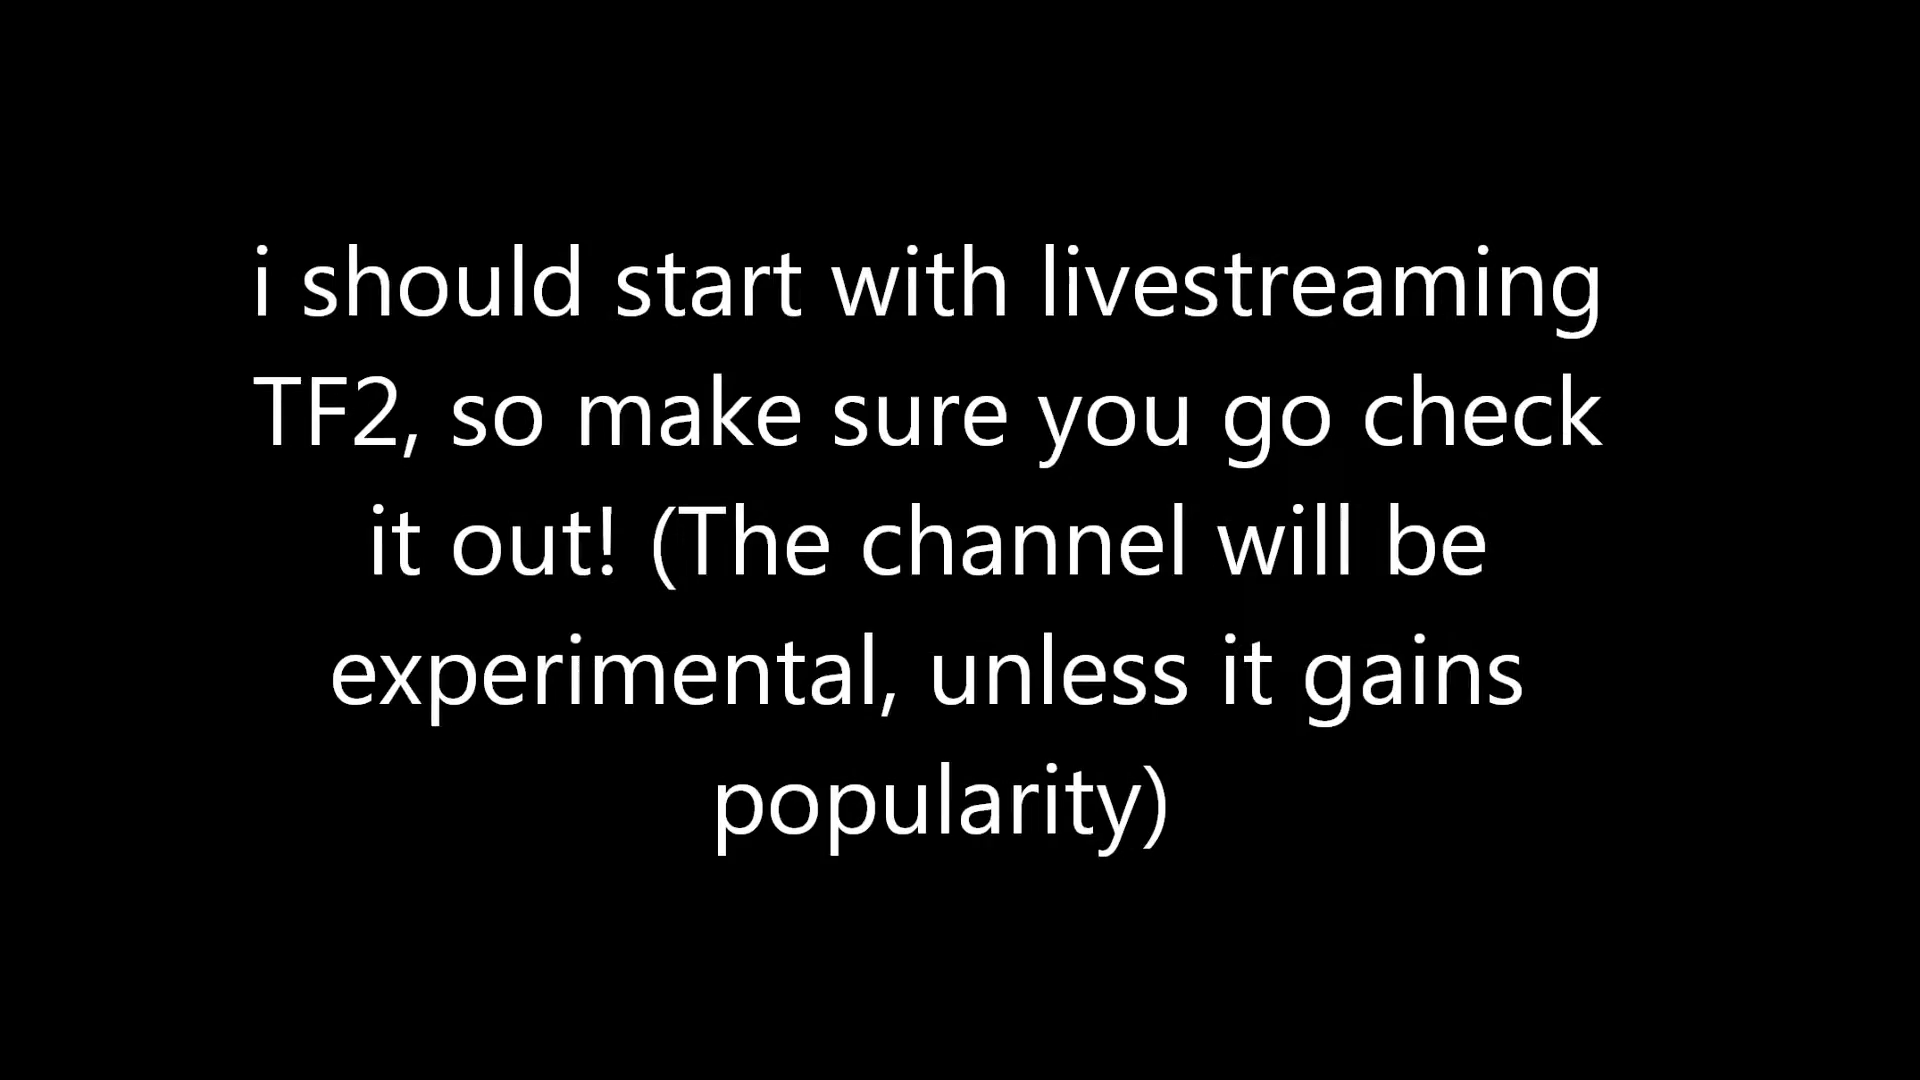 i should start with livestreaming
TF2, so make sure you go check
it out! (The channel will be
experimental, unless it gains
popularity)